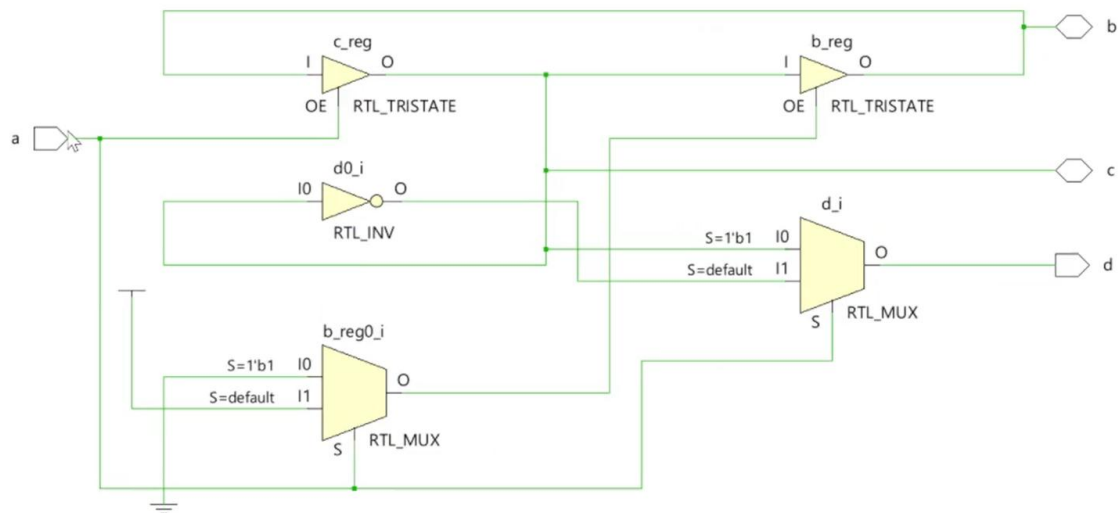 b
c_reg
b_reg
I
O
I
O
OE
RTL_TRISTATE
OE
RTL_TRISTATE
a
d0_i
c
I0
O
d_i
RTL_INV
S=1'b1
I0
O
S=default
I1
d
S
RTL_MUX
b_reg0_i
S=1'b1
I0
O
S=default
I1
S
RTL_MUX